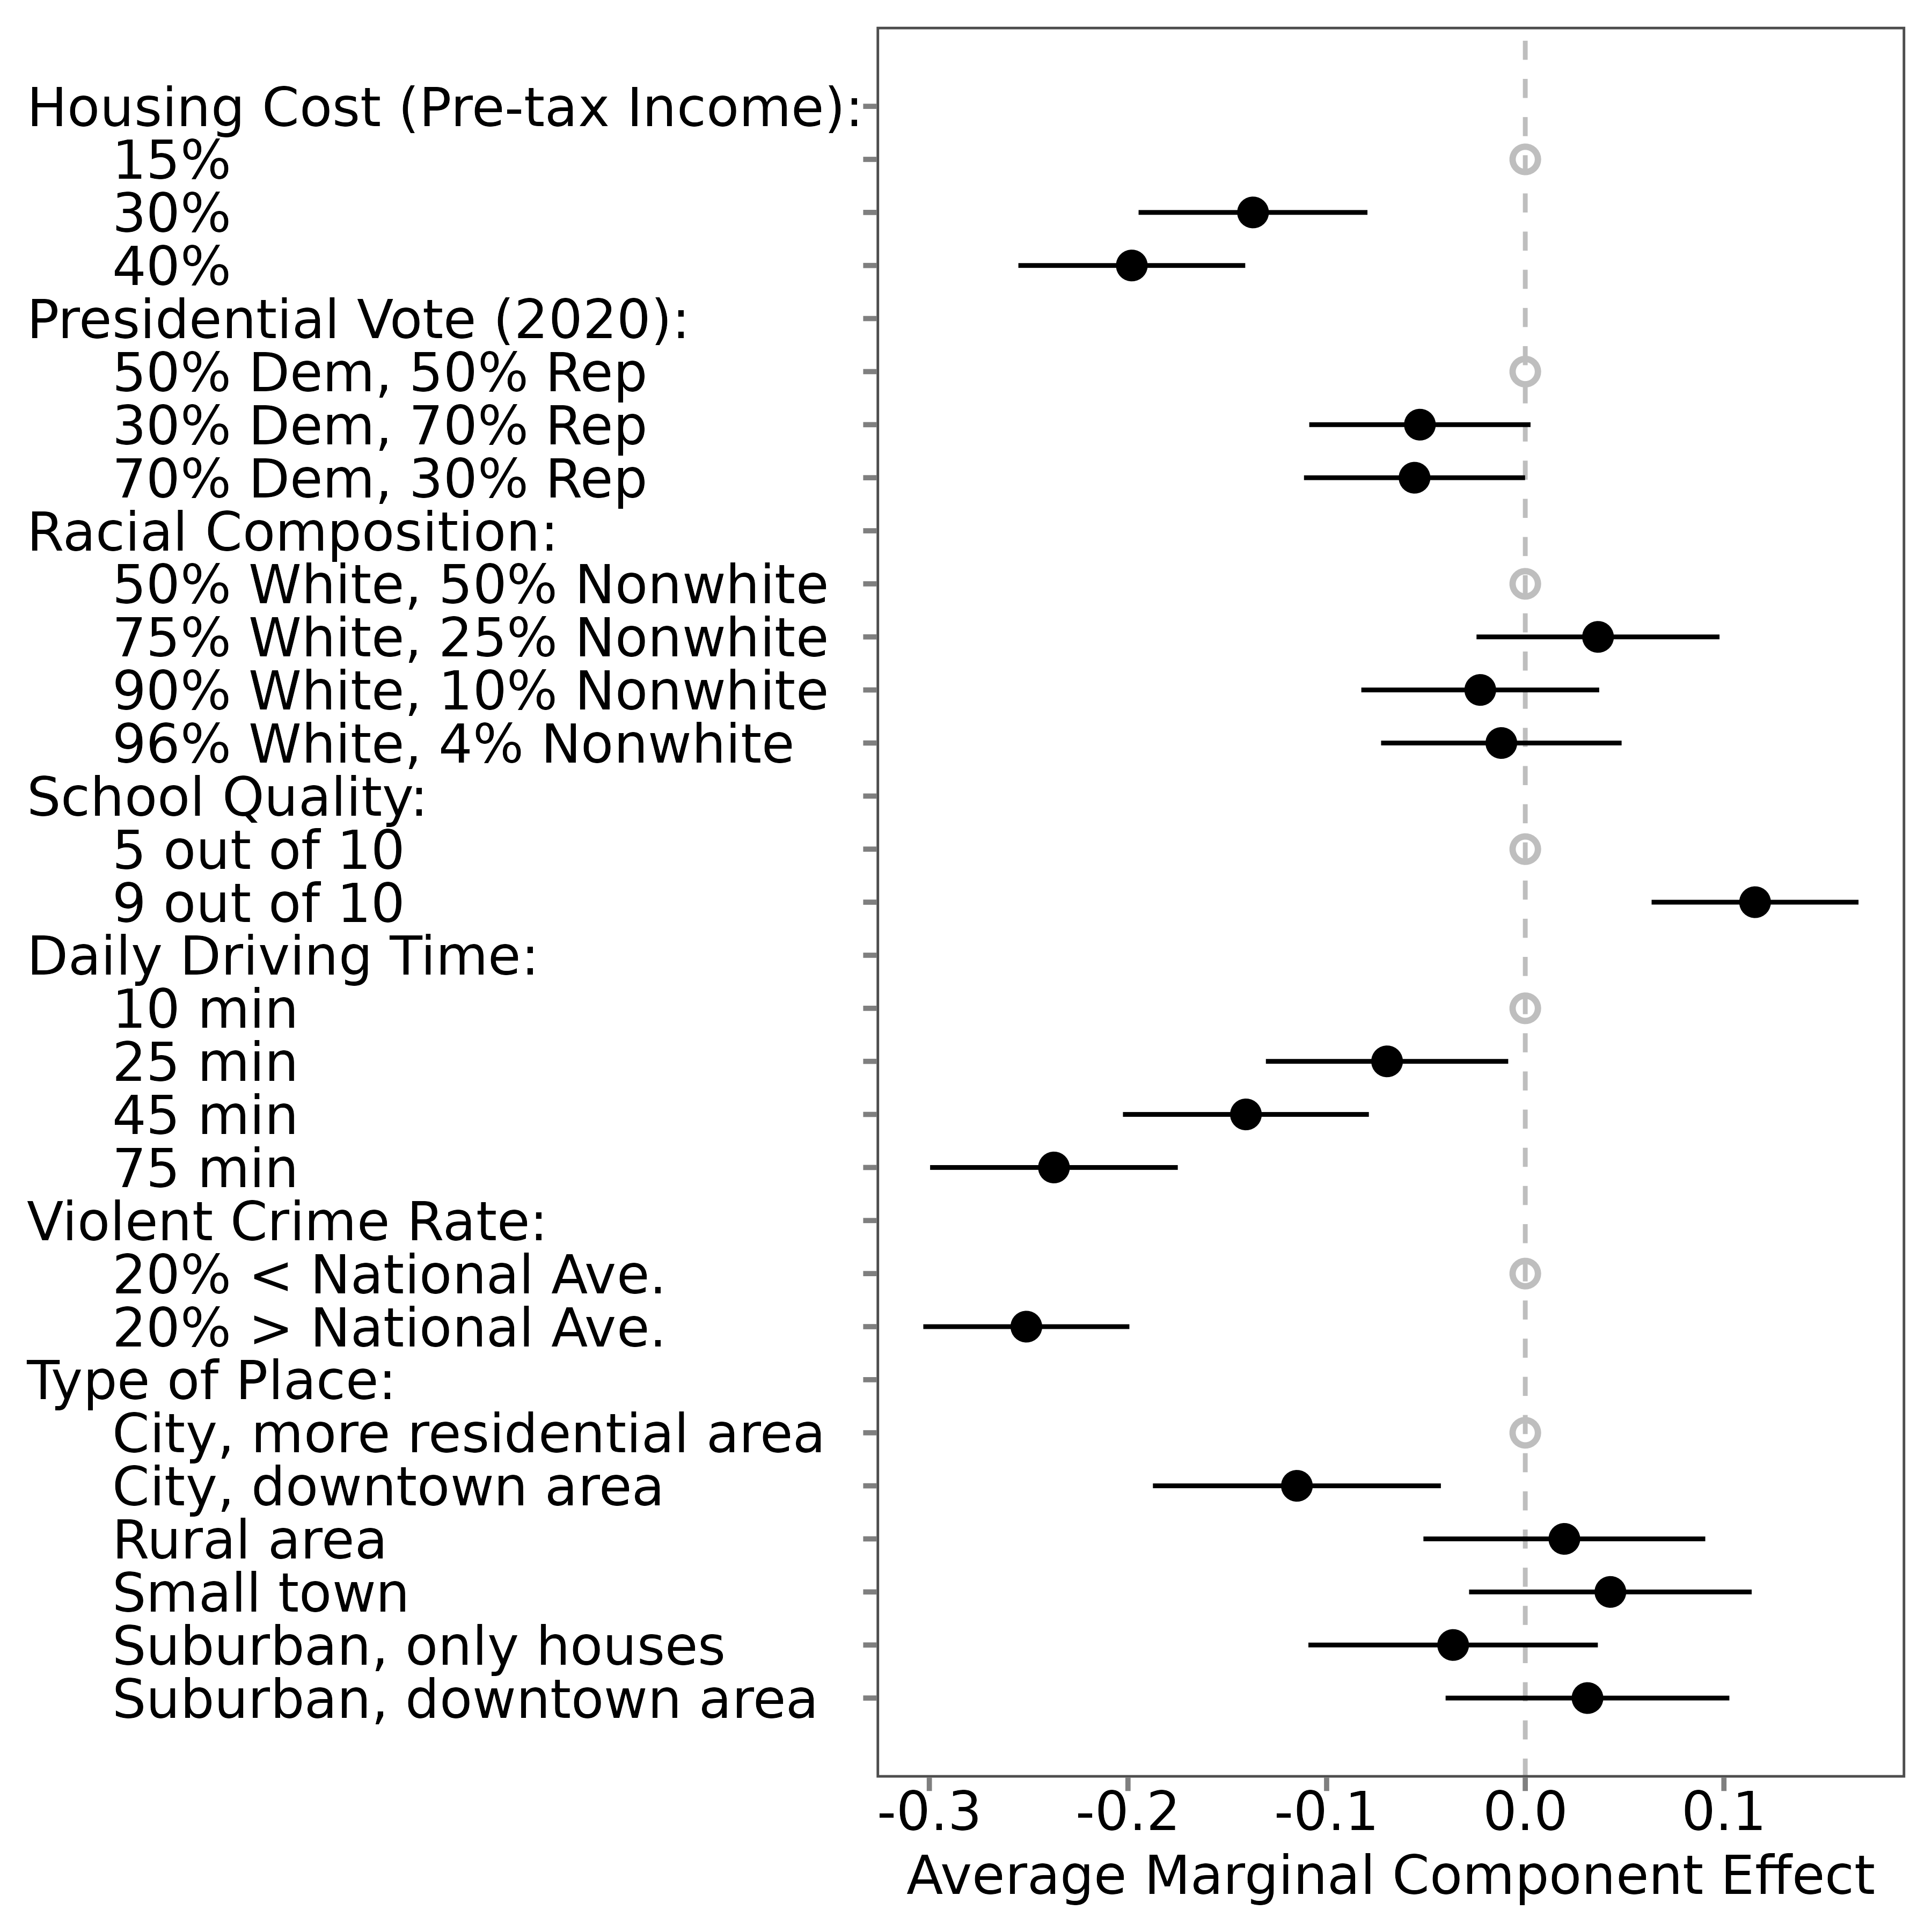 Housing Cost (Pre-tax Income):
15%
30%
40%
Presidential Vote (2020):
50% Dem, 50% Rep
30% Dem, 70% Rep
70% Dem, 30% Rep
Racial Composition:
50% White, 50% Nonwhite
75% White, 25% Nonwhite
90% White, 10% Nonwhite
96% White, 4% Nonwhite
School Quality:
5 out of 10
9 out of 10
Daily Driving Time:
10 min
25 min
45 min
75 min
Violent Crime Rate:
20% < National Ave.
20% > National Ave.
Type of Place:
City, more residential area
City, downtown area
Rural area
Small town
Suburban, only houses
Suburban, downtown area
-0.3 -0.2 -0.1 0.0 0.1
Average Marginal Component Effect